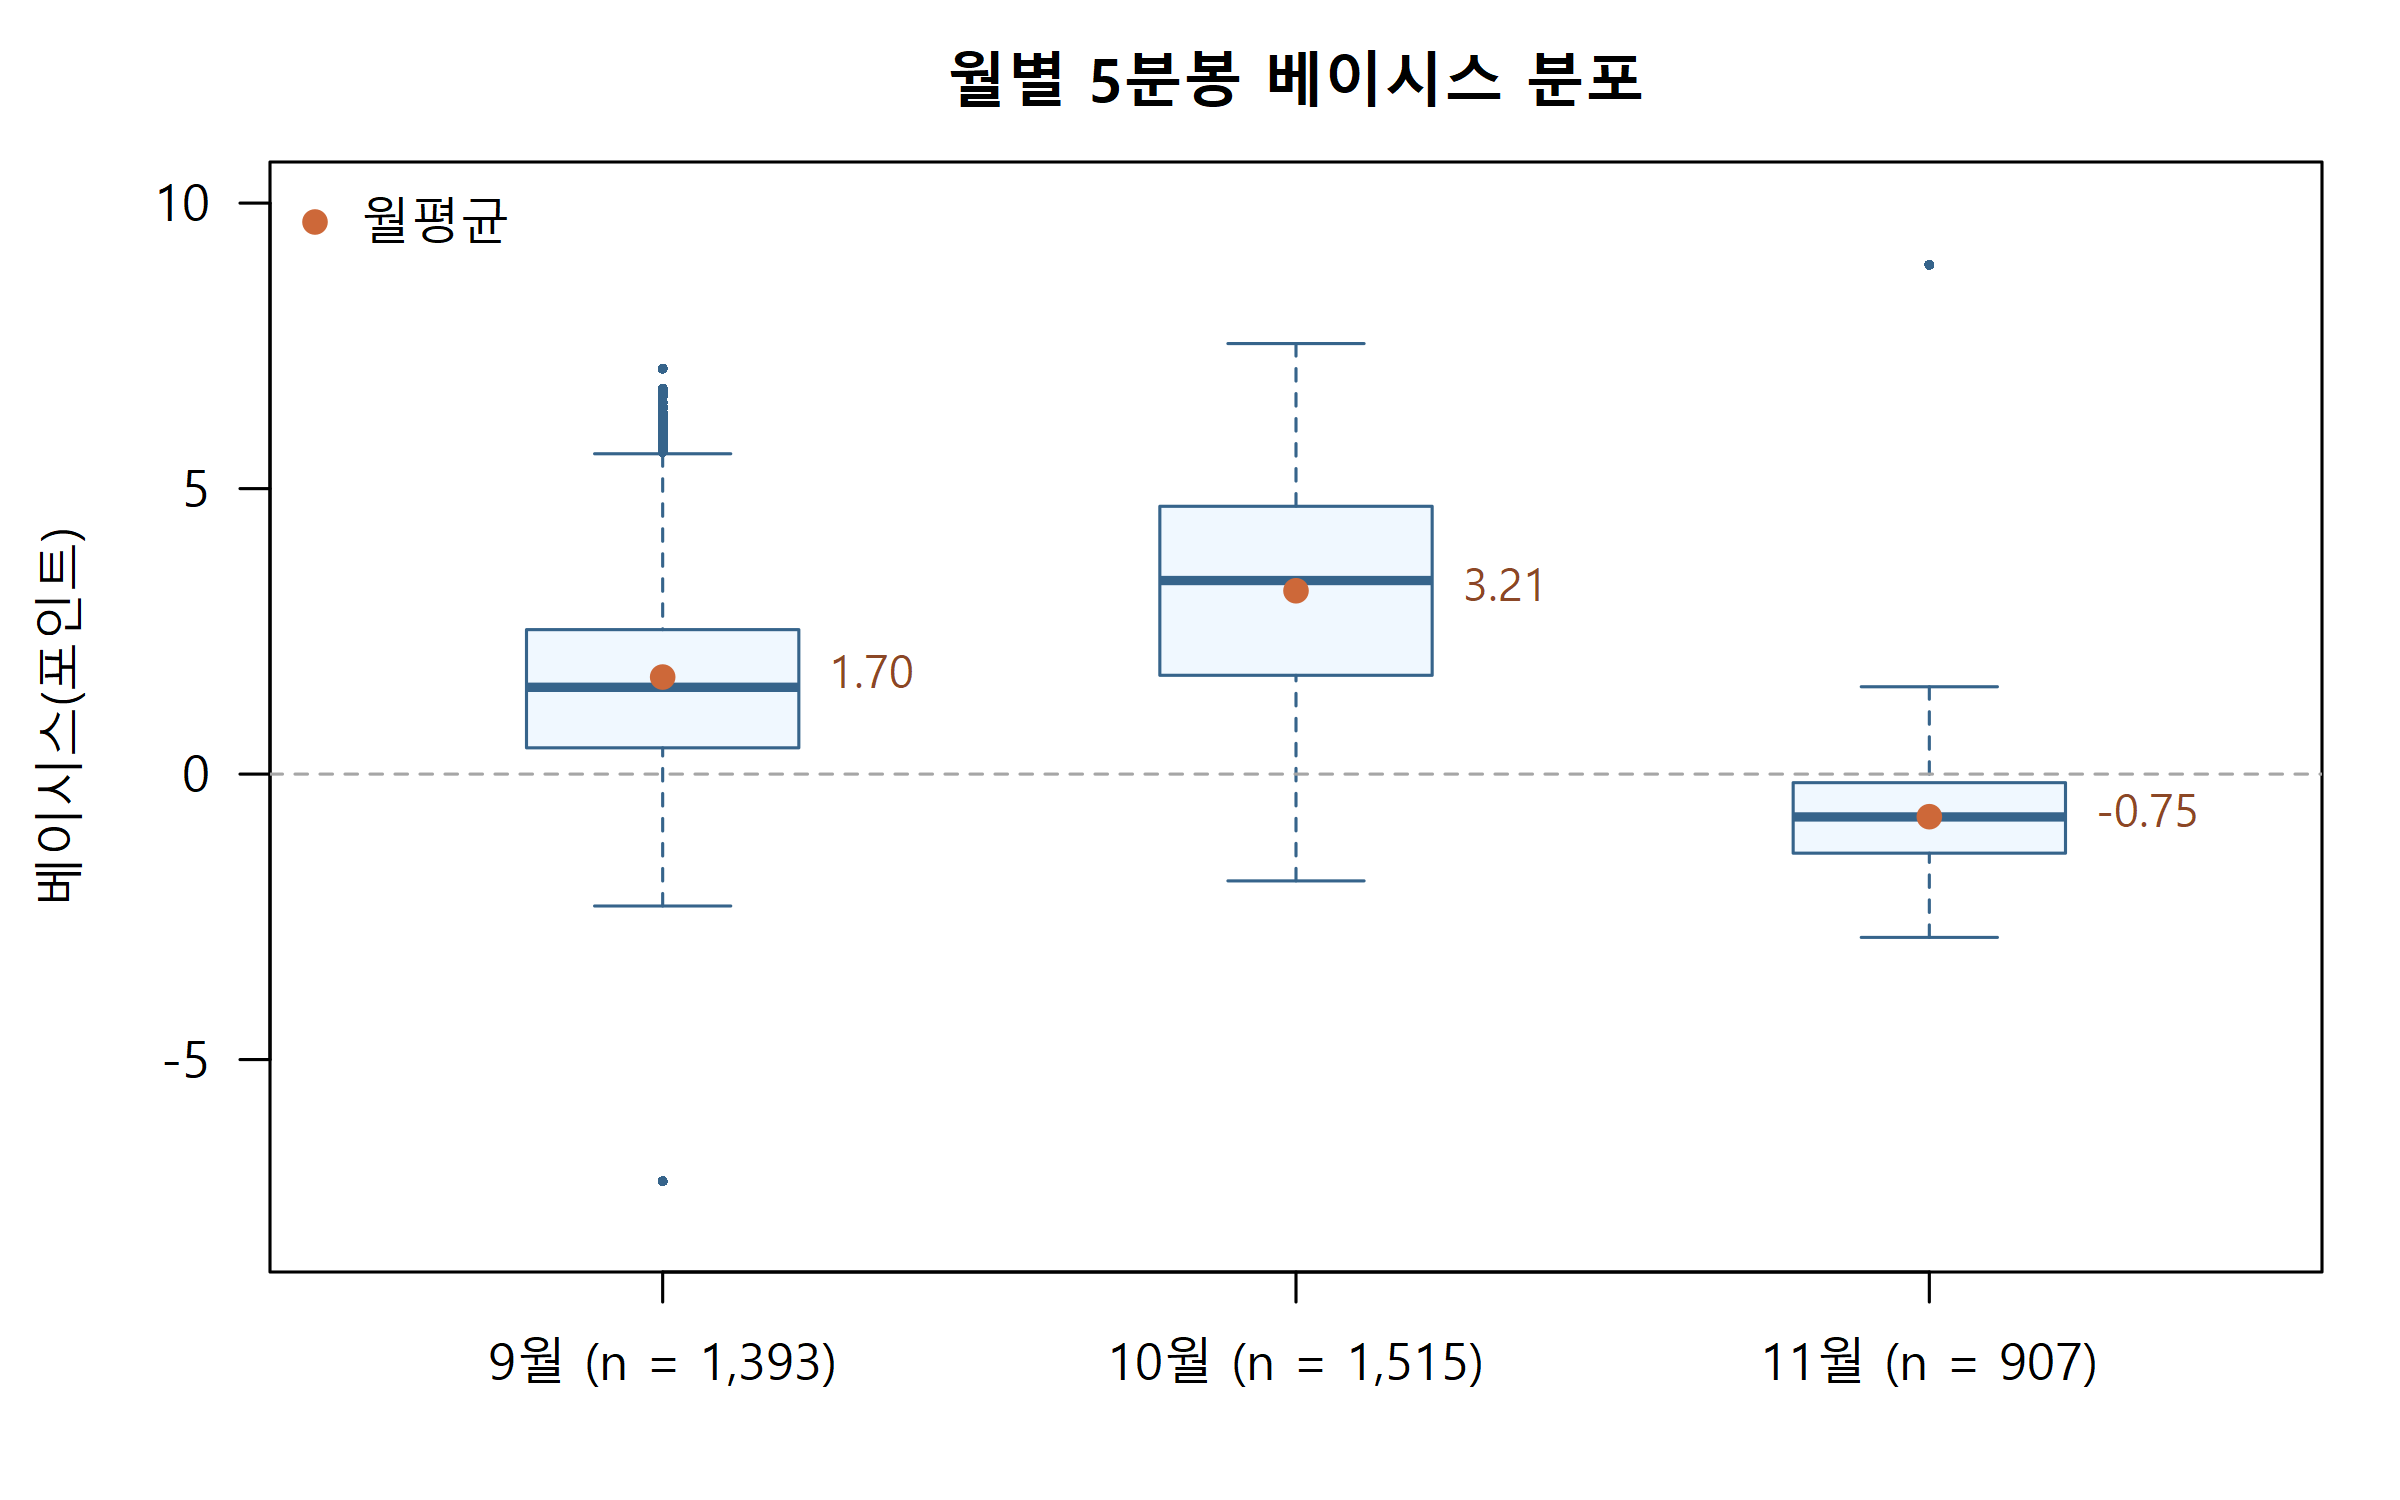 월별 5분봉 베이시스 분포
월평균
베이시스(포인트)
10
5
0
-5
1.70
3.21
-0.75
9월 (n = 1,393)
10월 (n = 1,515)
11월 (n = 907)